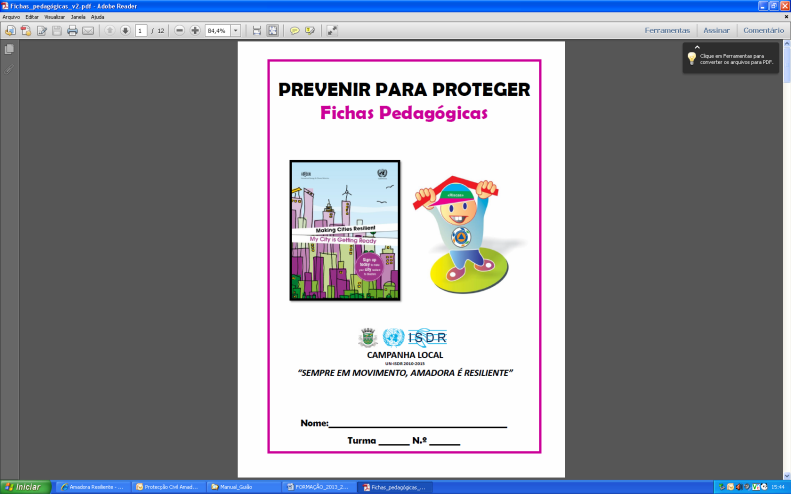 Fichas_pedagógicas_v2.pdf - Adobe Reader
Arquivo Editar Visualizar Janela Ajuda
1 / 12 84,4% Ferramentas Assinar Comentário
Clique em Ferramentas para
converter os arquivos para PDF.
PREVENIR PARA PROTEGER
Fichas Pedagógicas
Making Cities Resilient
My City is Getting Ready
Sign up
today
city
ISDR
CAMPANHA LOCAL
UN-ISDR 2010-2015
“SEMPRE EM MOVIMENTO, AMADORA É RESILIENTE”
Nome:
Turma ______ N.º ______
Iniciar Amadora Resiliente - ... Protecção Civil Amad... Manual_Guião FORMAÇÃO_2013_2... Fichas_pedagógicas_... 15:44